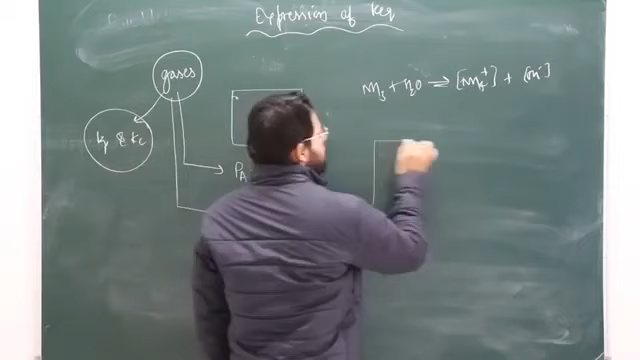 Expression of Keq
gases
Kp & Kc
PA
NH3 + H2O ⇌ [NH4+] + [OH-]